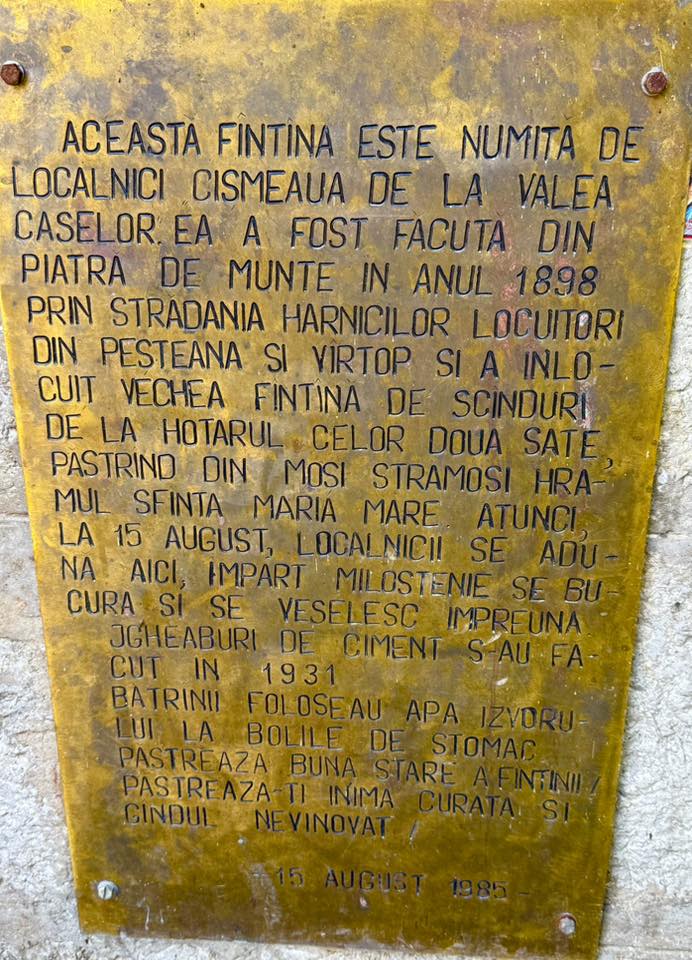 ACEASTA FINTINA ESTE NUMITA DE
LOCALNICI CISMEAUA DE LA VALEA
CASELOR. EA A FOST FACUTA DIN
PIATRA DE MUNTE IN ANUL 1898
PRIN STRADANIA HARNICILOR LOCUITORI
DIN PESTEANA SI VIRTOP SI A INLO-
CUIT VECHEA FINTINA DE SCINDURI
DE LA HOTARUL CELOR DOUA SATE,
PASTRIND DIN MOSI STRAMOSI HRA-
MUL SFINTA MARIA MARE. ATUNCI,
LA 15 AUGUST, LOCALNICII SE ADU-
NA AICI, IMPART MILOSTENIE SE BU-
CURA SI SE VESELESC IMPREUNA.
JGHEABURI DE CIMENT S-AU FA-
CUT IN 1931
BATRINII FOLOSEAU APA IZVORU-
LUI LA BOLILE DE STOMAC
PASTREAZA BUNA STARE A FINTINII!
PASTREAZA-TI INIMA CURATA SI
GINDUL NEVINOVAT!
-15 AUGUST 1985-